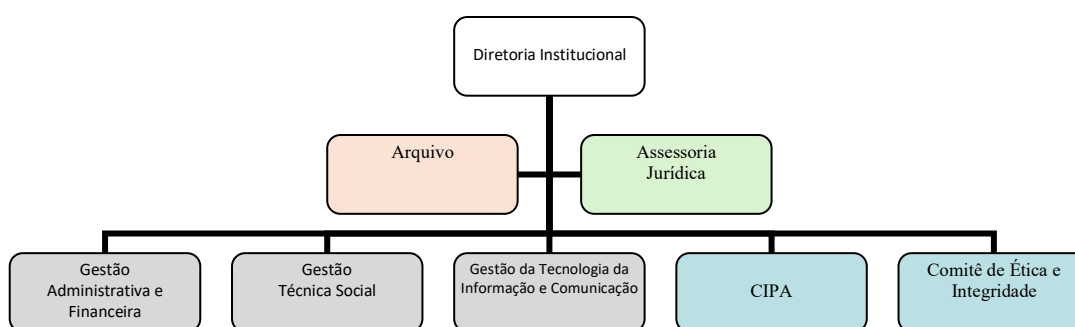 Diretoria Institucional
Arquivo
Assessoria
Jurídica
Gestão
Administrativa e
Financeira
Gestão
Técnica Social
Gestão da Tecnologia da
Informação e Comunicação
CIPA
Comitê de Ética e
Integridade